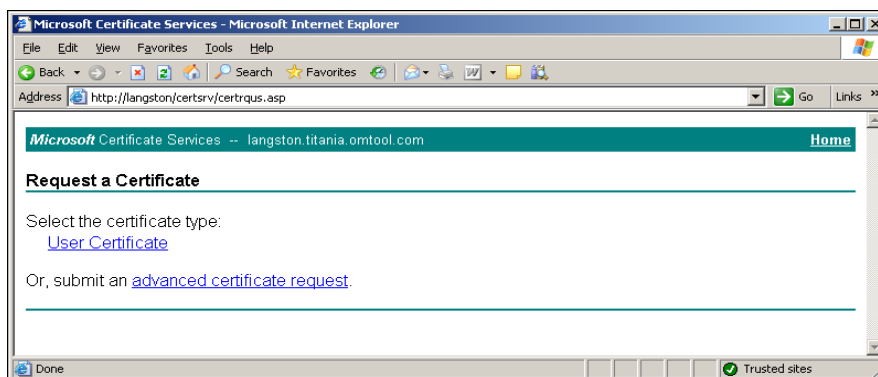 Microsoft Certificate Services - Microsoft Internet Explorer
File Edit View Favorites Tools Help
Back Search Favorites
Address http://langston/certsrv/certrqus.asp Go Links »
Microsoft Certificate Services -- langston.titania.omtool.com Home
Request a Certificate
Select the certificate type:
User Certificate
Or, submit an advanced certificate request.
Done Trusted sites